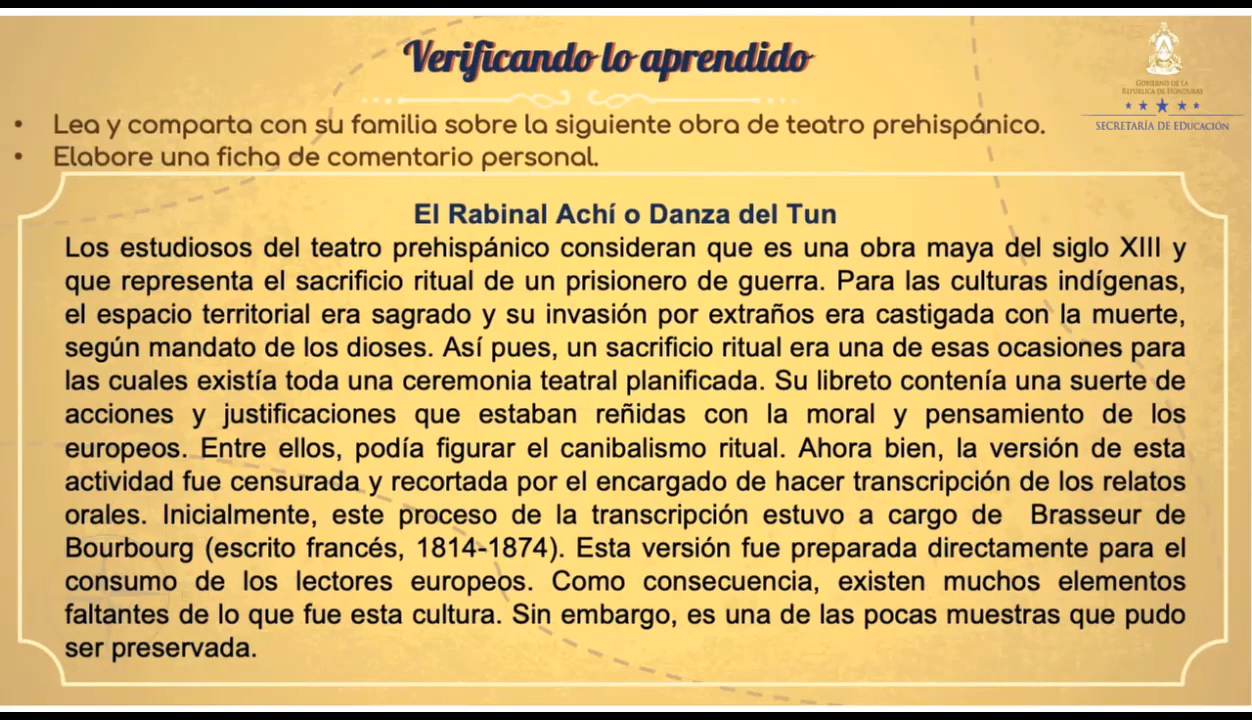 Verificando lo aprendido
GOBIERNO DE LA
REPÚBLICA DE HONDURAS
SECRETARÍA DE EDUCACIÓN
• Lea y comparta con su familia sobre la siguiente obra de teatro prehispánico.
• Elabore una ficha de comentario personal.
El Rabinal Achí o Danza del Tun
Los estudiosos del teatro prehispánico consideran que es una obra maya del siglo XIII y
que representa el sacrificio ritual de un prisionero de guerra. Para las culturas indígenas,
el espacio territorial era sagrado y su invasión por extraños era castigada con la muerte,
según mandato de los dioses. Así pues, un sacrificio ritual era una de esas ocasiones para
las cuales existía toda una ceremonia teatral planificada. Su libreto contenía una suerte de
acciones y justificaciones que estaban reñidas con la moral y pensamiento de los
europeos. Entre ellos, podía figurar el canibalismo ritual. Ahora bien, la versión de esta
actividad fue censurada y recortada por el encargado de hacer transcripción de los relatos
orales. Inicialmente, este proceso de la transcripción estuvo a cargo de Brasseur de
Bourbourg (escrito francés, 1814-1874). Esta versión fue preparada directamente para el
consumo de los lectores europeos. Como consecuencia, existen muchos elementos
faltantes de lo que fue esta cultura. Sin embargo, es una de las pocas muestras que pudo
ser preservada.